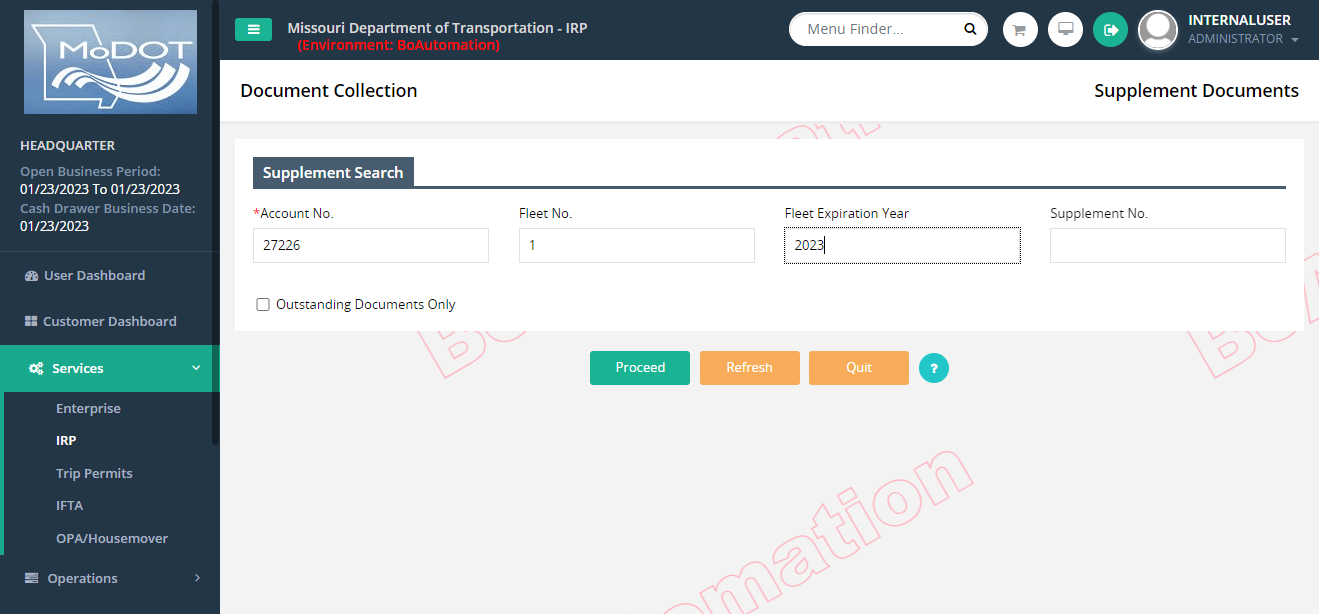 MoDOT
HEADQUARTER
Open Business Period:
01/23/2023 To 01/23/2023
Cash Drawer Business Date:
01/23/2023
User Dashboard
Customer Dashboard
Services
Enterprise
IRP
Trip Permits
IFTA
OPA/Housemover
Operations
Missouri Department of Transportation - IRP
(Environment: BoAutomation)
Menu Finder...
INTERNALUSER
ADMINISTRATOR
Document Collection
Supplement Documents
Supplement Search
*Account No.
Fleet No.
Fleet Expiration Year
Supplement No.
27226
1
2023
Outstanding Documents Only
Proceed
Refresh
Quit
?